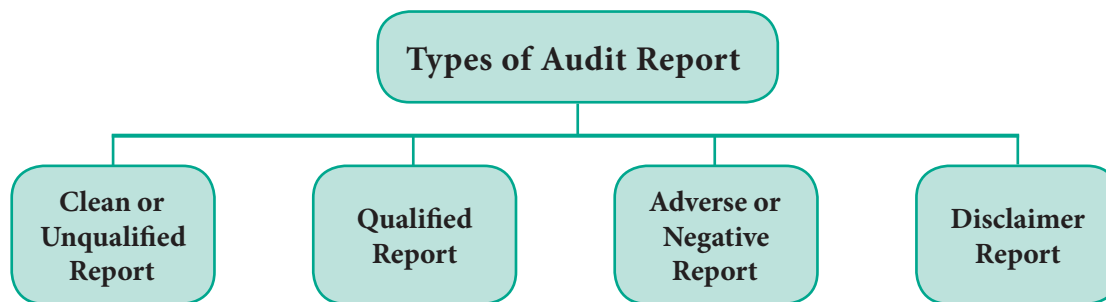 Types of Audit Report
Clean or
Unqualified
Report
Qualified
Report
Adverse or
Negative
Report
Disclaimer
Report